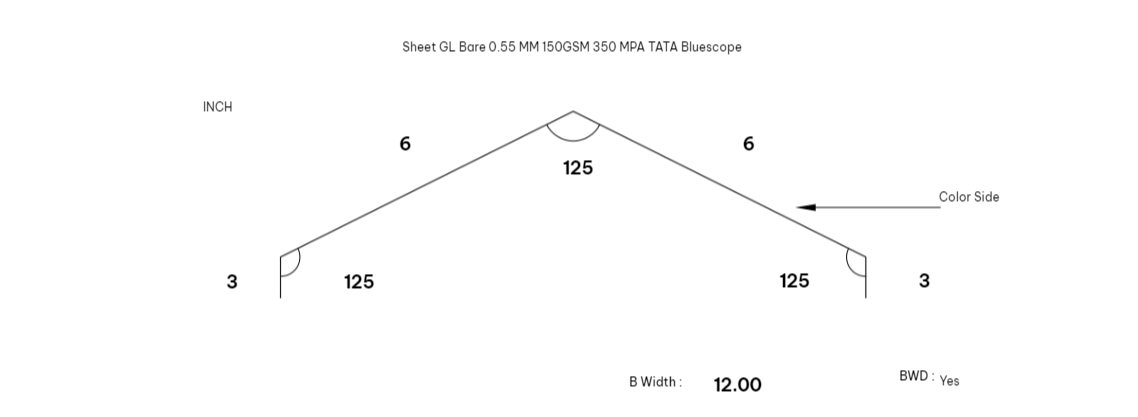 Sheet GL Bare 0.55 MM 150GSM 350 MPA TATA Bluescope
INCH
6
6
125
Color Side
3
125
125
3
B Width : 12.00
BWD : Yes